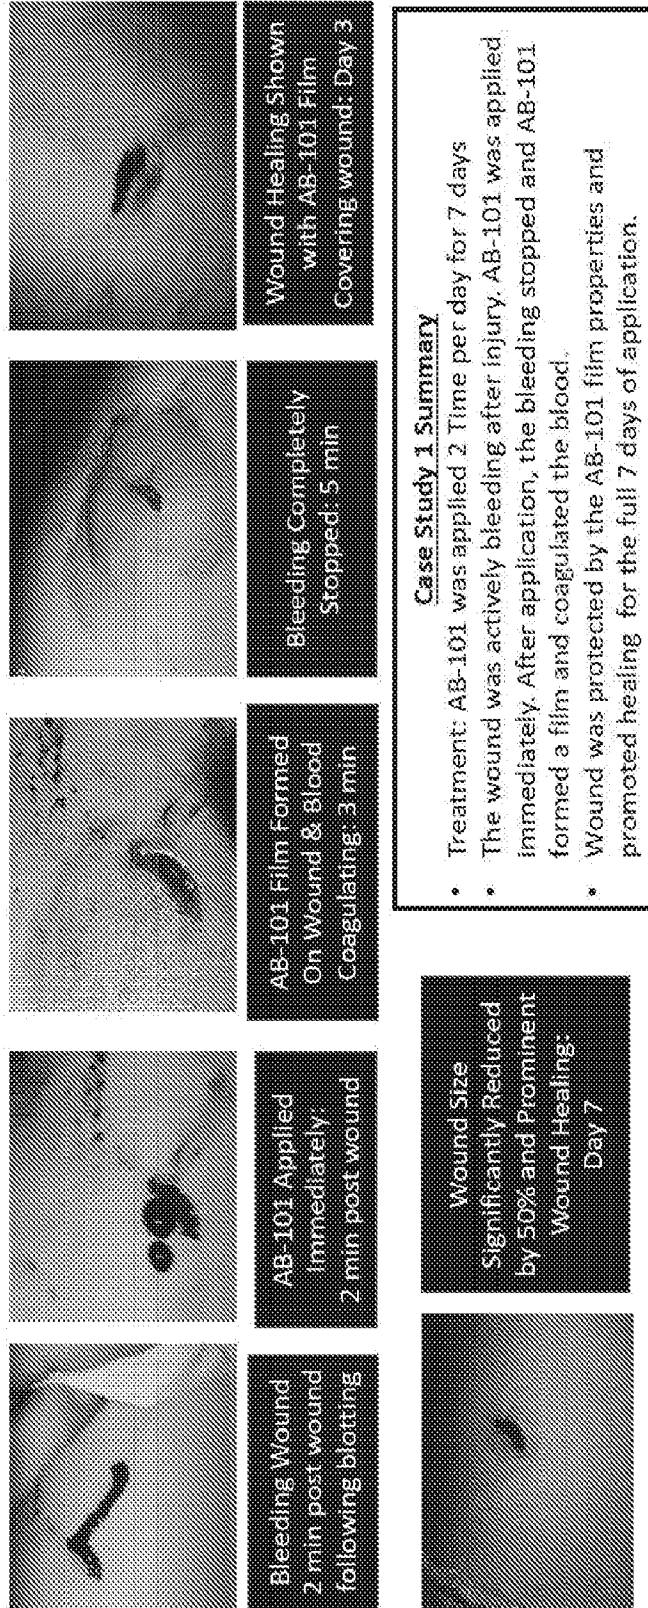 Bleeding Wound
2 min post wound
following blotting
AB-101 Applied
Immediately:
2 min post wound
AB-101 Film Formed
On Wound & Blood
Coagulating: 3 min
Bleeding Completely
Stopped: 5 min
Wound Healing Shown
with AB-101 Film
Covering wound: Day 3
Wound Size
Significantly Reduced
by 50% and Prominent
Wound Healing:
Day 7
Case Study 1 Summary
• Treatment: AB-101 was applied 2 Time per day for 7 days
• The wound was actively bleeding after injury. AB-101 was applied
immediately. After application, the bleeding stopped and AB-101
formed a film and coagulated the blood.
• Wound was protected by the AB-101 film properties and
promoted healing for the full 7 days of application.